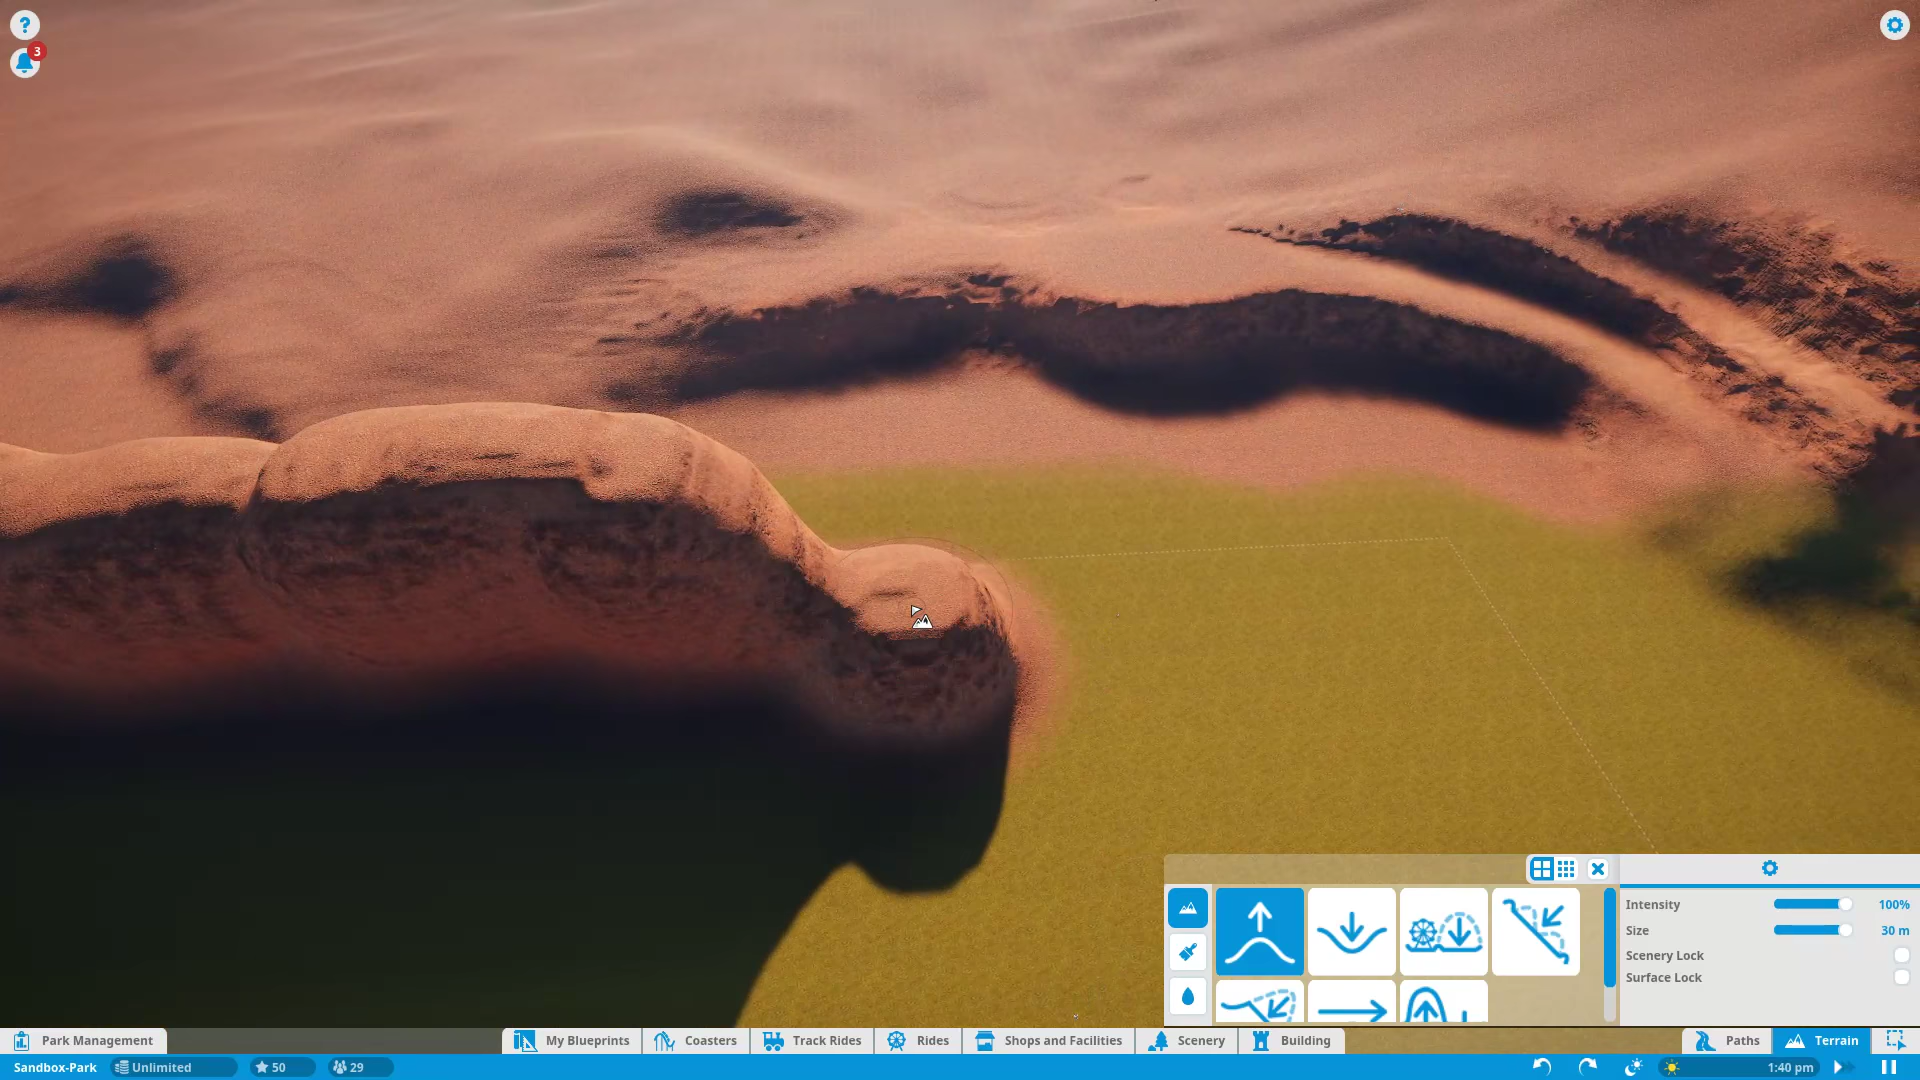 ?
3
Intensity 100%
Size 30 m
Scenery Lock
Surface Lock
Park Management
My Blueprints
Coasters
Track Rides
Rides
Shops and Facilities
Scenery
Building
Paths
Terrain
Sandbox-Park
Unlimited
50
29
1:40 pm